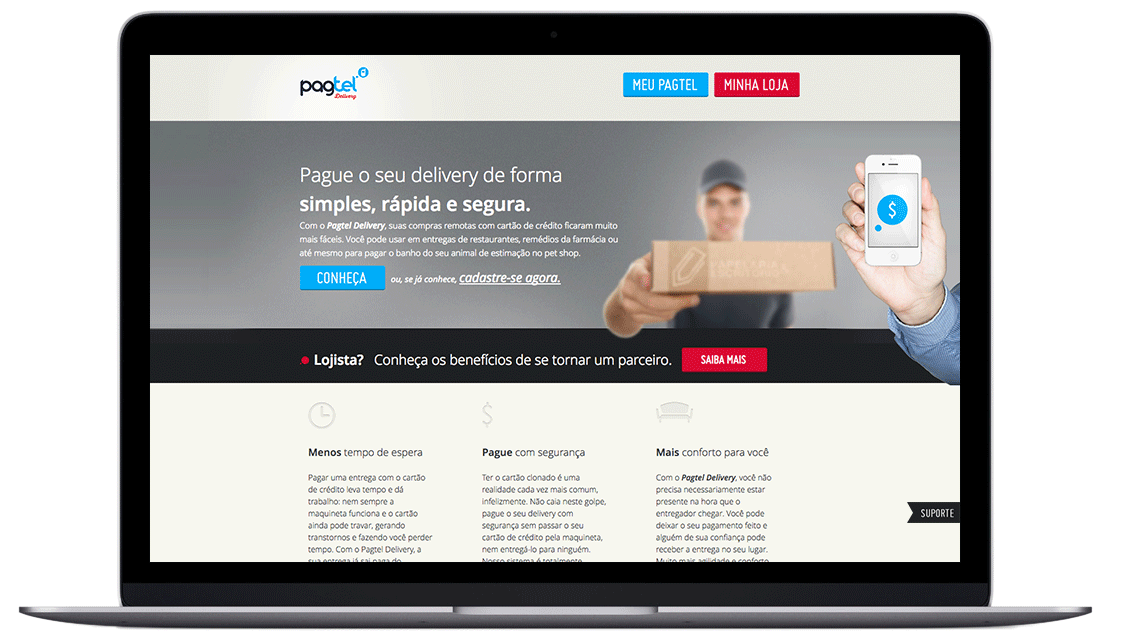 pagtel
Delivery
MEU PAGTEL
MINHA LOJA
Pague o seu delivery de forma
simples, rápida e segura.
Com o Pagtel Delivery, suas compras remotas com cartão de crédito ficaram muito
mais fáceis. Você pode usar em entregas de restaurantes, remédios da farmácia ou
até mesmo para pagar o banho do seu animal de estimação no pet shop.
CONHEÇA ou, se já conhece, cadastre-se agora.
PAPELARIA &
ESCRITÓRIO
$
Lojista? Conheça os benefícios de se tornar um parceiro. SAIBA MAIS
$
Menos tempo de espera
Pagar uma entrega com o cartão
de crédito leva tempo e dá
trabalho: nem sempre a
maquineta funciona e o cartão
ainda pode travar, gerando
transtornos e fazendo você perder
tempo. Com o Pagtel Delivery, a
sua entrega já sai paga do
Pague com segurança
Ter o cartão clonado é uma
realidade cada vez mais comum,
infelizmente. Não caia neste golpe,
pague o seu delivery com
segurança sem passar o seu
cartão de crédito pela maquineta,
nem entregá-lo para ninguém.
Nosso sistema é totalmente
Mais conforto para você
Com o Pagtel Delivery, você não
precisa necessariamente estar
presente na hora que o
entregador chegar. Você pode
deixar o seu pagamento feito e
alguém de sua confiança pode
receber a entrega no seu lugar.
Muito mais agilidade e conforto
SUPORTE